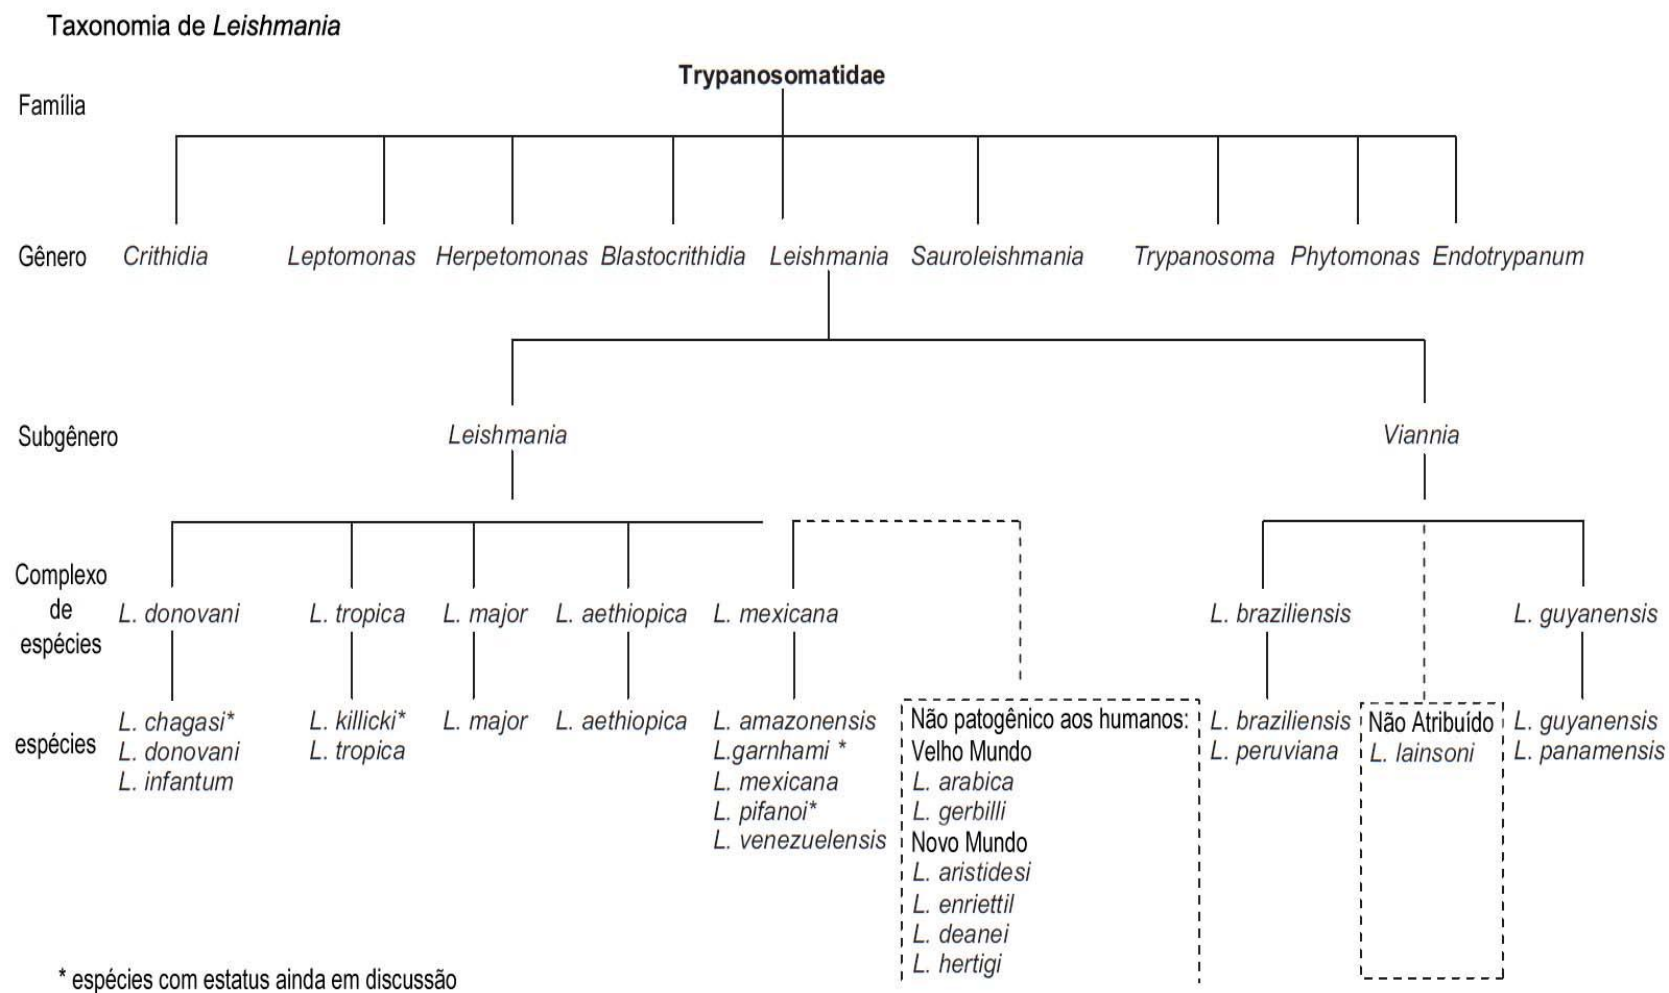 Taxonomia de Leishmania
Trypanosomatidae
Família
Gênero Crithidia Leptomonas Herpetomonas Blastocrithidia Leishmania Sauroleishmania Trypanosoma Phytomonas Endotrypanum
Subgênero Leishmania Viannia
Complexo
de
espécies
L. donovani L. tropica L. major L. aethiopica L. mexicana L. braziliensis L. guyanensis
espécies
L. chagasi*
L. donovani
L. infantum
L. killicki*
L. tropica
L. major
L. aethiopica
L. amazonensis
L.garnhami *
L. mexicana
L. pifanoi*
L. venezuelensis
Não patogênico aos humanos:
Velho Mundo
L. arabica
L. gerbilli
Novo Mundo
L. aristidesi
L. enriettil
L. deanei
L. hertigi
L. braziliensis
L. peruviana
Não Atribuído
L. lainsoni
L. guyanensis
L. panamensis
* espécies com estatus ainda em discussão